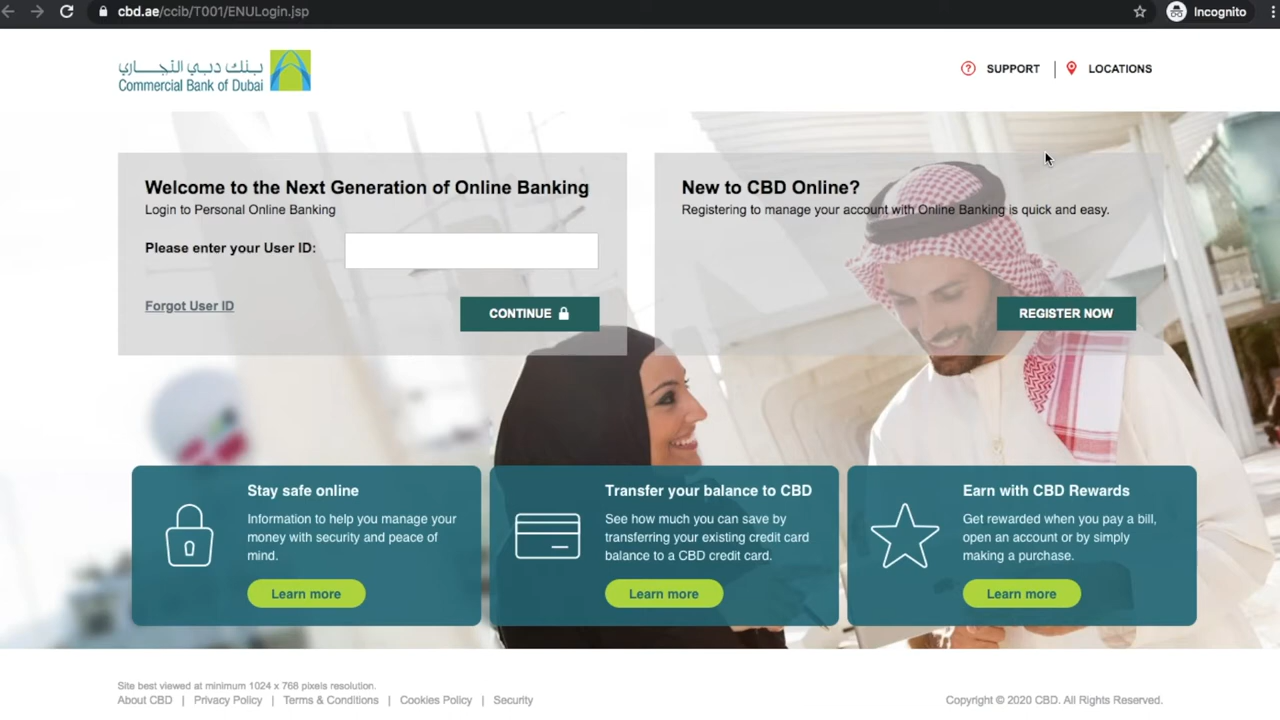 cbd.ae/ccib/T001/ENULogin.jsp
Incognito
بنك دبي التجاري
Commercial Bank of Dubai
SUPPORT
LOCATIONS
Welcome to the Next Generation of Online Banking
Login to Personal Online Banking
Please enter your User ID:
Forgot User ID
CONTINUE
New to CBD Online?
Registering to manage your account with Online Banking is quick and easy.
REGISTER NOW
Stay safe online
Information to help you manage your
money with security and peace of
mind.
Learn more
Transfer your balance to CBD
See how much you can save by
transferring your existing credit card
balance to a CBD credit card.
Learn more
Earn with CBD Rewards
Get rewarded when you pay a bill,
open an account or by simply
making a purchase.
Learn more
Site best viewed at minimum 1024 x 768 pixels resolution.
About CBD | Privacy Policy | Terms & Conditions | Cookies Policy | Security
Copyright © 2020 CBD. All Rights Reserved.